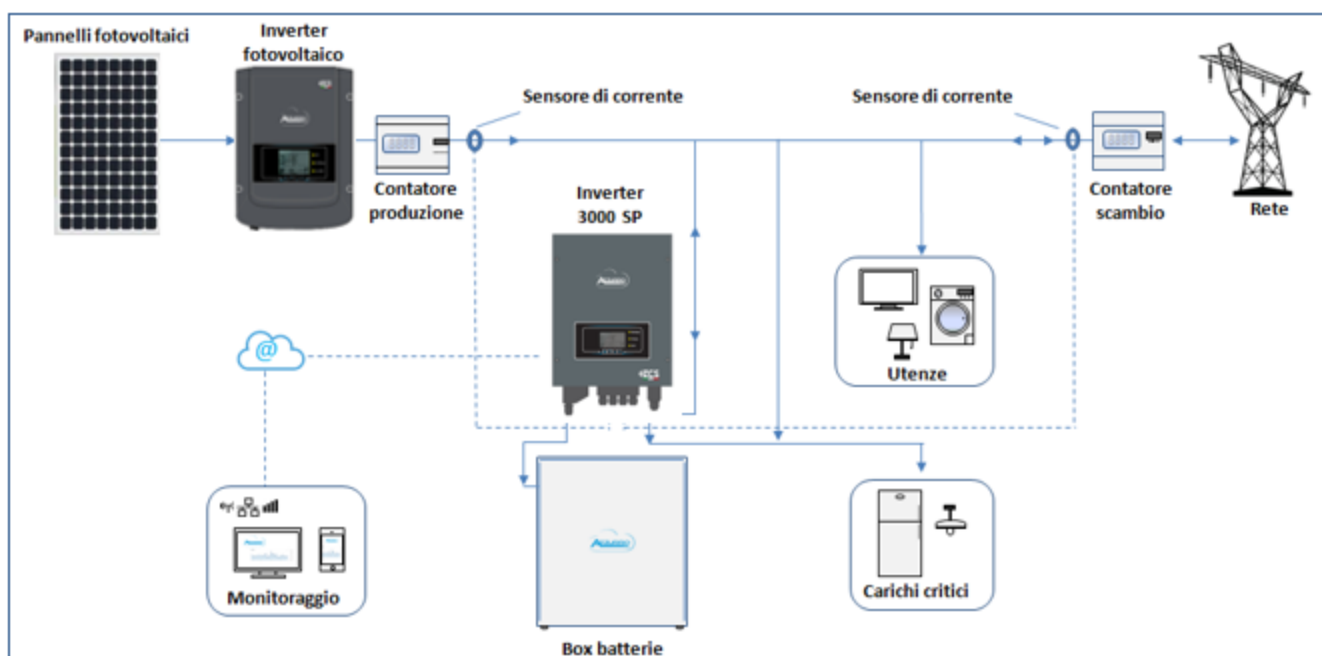 Pannelli fotovoltaici
Inverter
fotovoltaico
Sensore di corrente
Sensore di corrente
Contatore
produzione
Inverter
3000 SP
Contatore
scambio
Rete
@
Utenze
Monitoraggio
Carichi critici
Box batterie